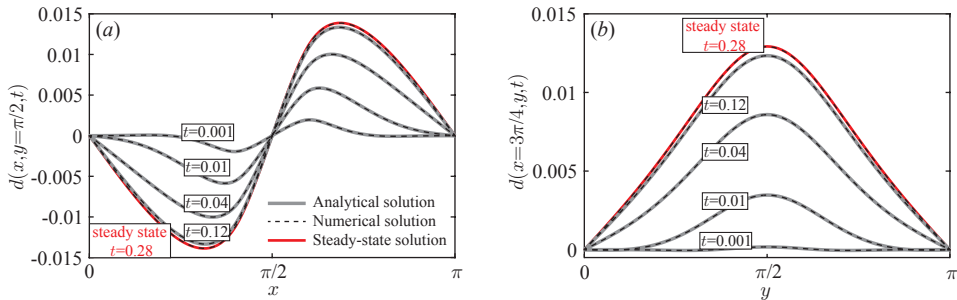 (a)
d(x,y=π/2,t)
0.015
0.010
0.005
0
-0.005
-0.01
-0.015
t=0.001
t=0.01
t=0.04
t=0.12
steady state
t=0.28
Analytical solution
Numerical solution
Steady-state solution
0
π/2
π
x
(b)
d(x=3π/4,y,t)
0.015
0.01
0.005
0
steady state
t=0.28
t=0.12
t=0.04
t=0.01
t=0.001
0
π/2
π
y